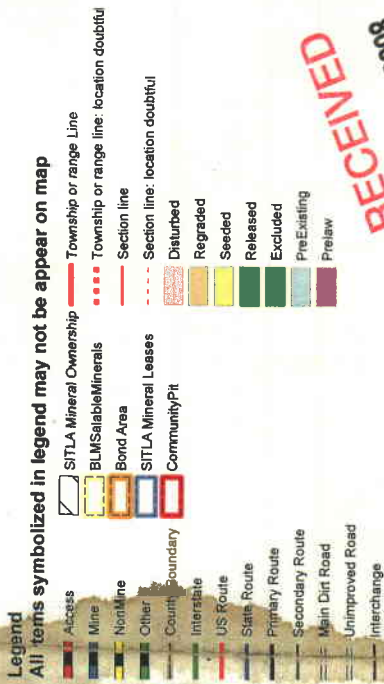 Legend
All items symbolized in legend may not be appear on map
Access
Mine
NonMine
Other
County Boundary
Interstate
US Route
State Route
Primary Route
Secondary Route
Main Dirt Road
Unimproved Road
Interchange
SITLA Mineral Ownership
BLMSalableMinerals
Bond Area
SITLA Mineral Leases
CommunityPit
Township or range Line
Township or range line: location doubtful
Section line
Section line: location doubtful
Disturbed
Regraded
Seeded
Released
Excluded
PreExisting
Prelaw
RECEIVED